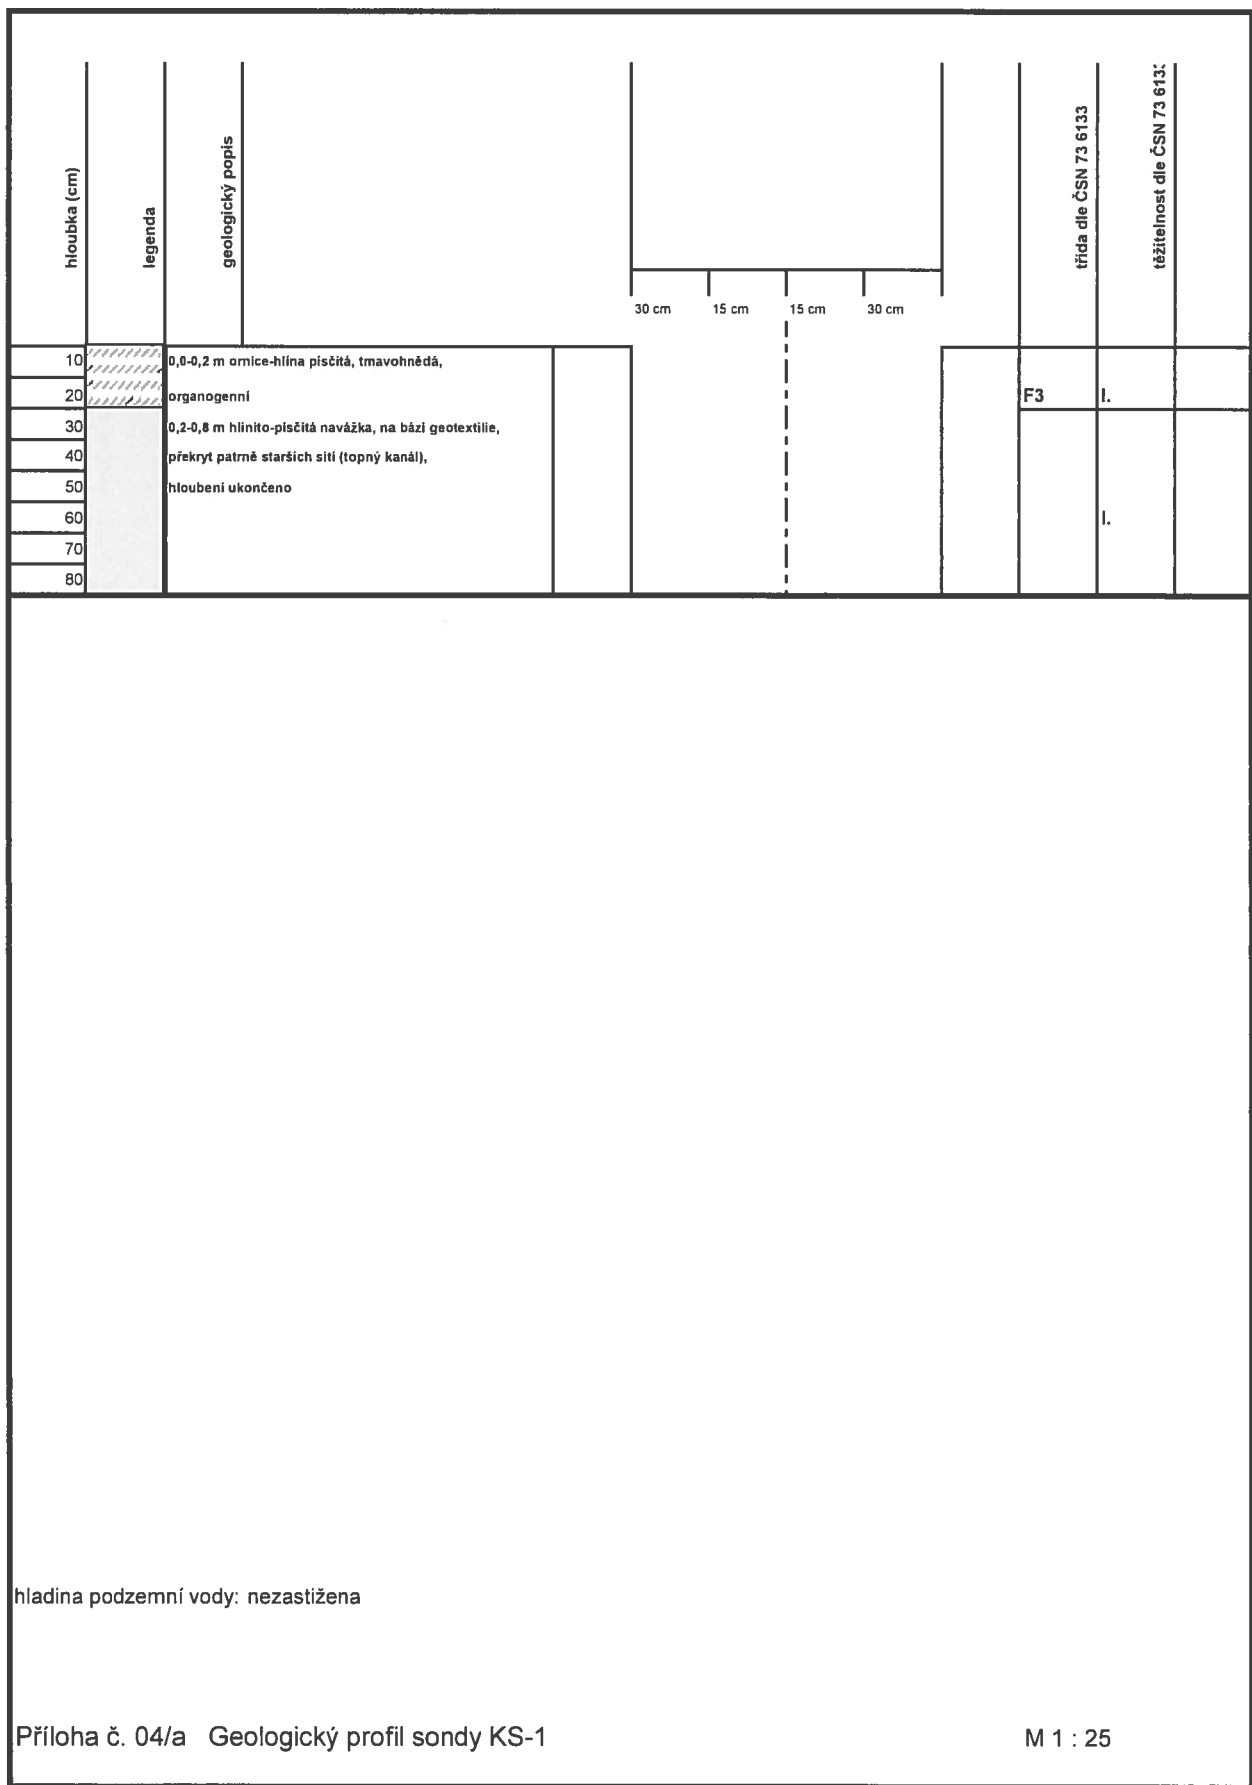 hloubka (cm)
legenda
geologický popis
třída dle ČSN 73 6133
těžitelnost dle ČSN 73 613
30 cm 15 cm 15 cm 30 cm
10 0,0-0,2 m ornice-hlína písčitá, tmavohnědá,
20 organogenní F3 I.
30 0,2-0,8 m hlinito-písčitá navážka, na bázi geotextilie,
40 překryt patrně starších sítí (topný kanál),
50 hloubení ukončeno
60 I.
70
80
hladina podzemní vody: nezastižena
Příloha č. 04/a Geologický profil sondy KS-1 M 1 : 25